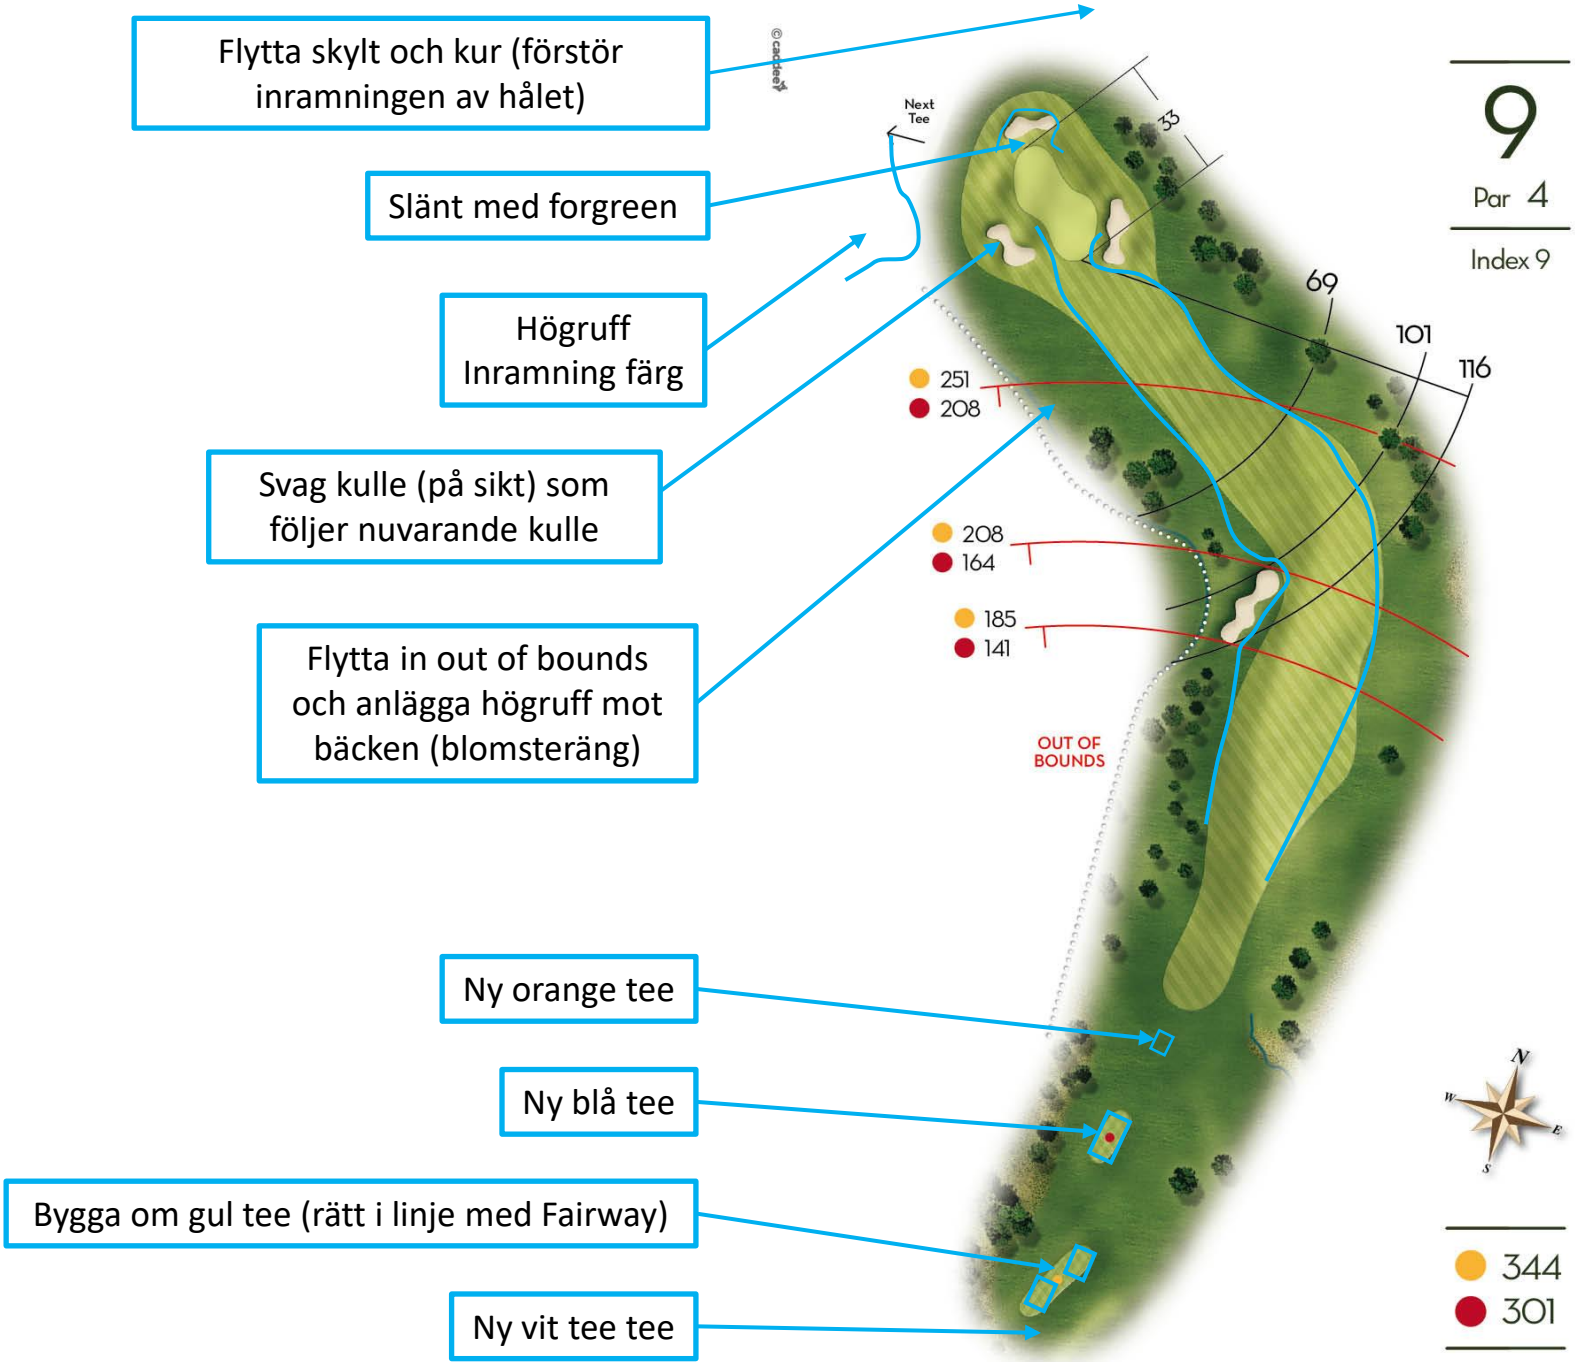 Flytta skylt och kur (förstör
inramningen av hålet)
Slänt med forgreen
Högruff
Inramning färg
Svag kulle (på sikt) som
följer nuvarande kulle
Flytta in out of bounds
och anlägga högruff mot
bäcken (blomsteräng)
Ny orange tee
Ny blå tee
Bygga om gul tee (rätt i linje med Fairway)
Ny vit tee tee
© caddee
Next
Tee
33
69
101
116
251
208
208
164
185
141
OUT OF
BOUNDS
9
Par 4
Index 9
N
W
E
S
344
301